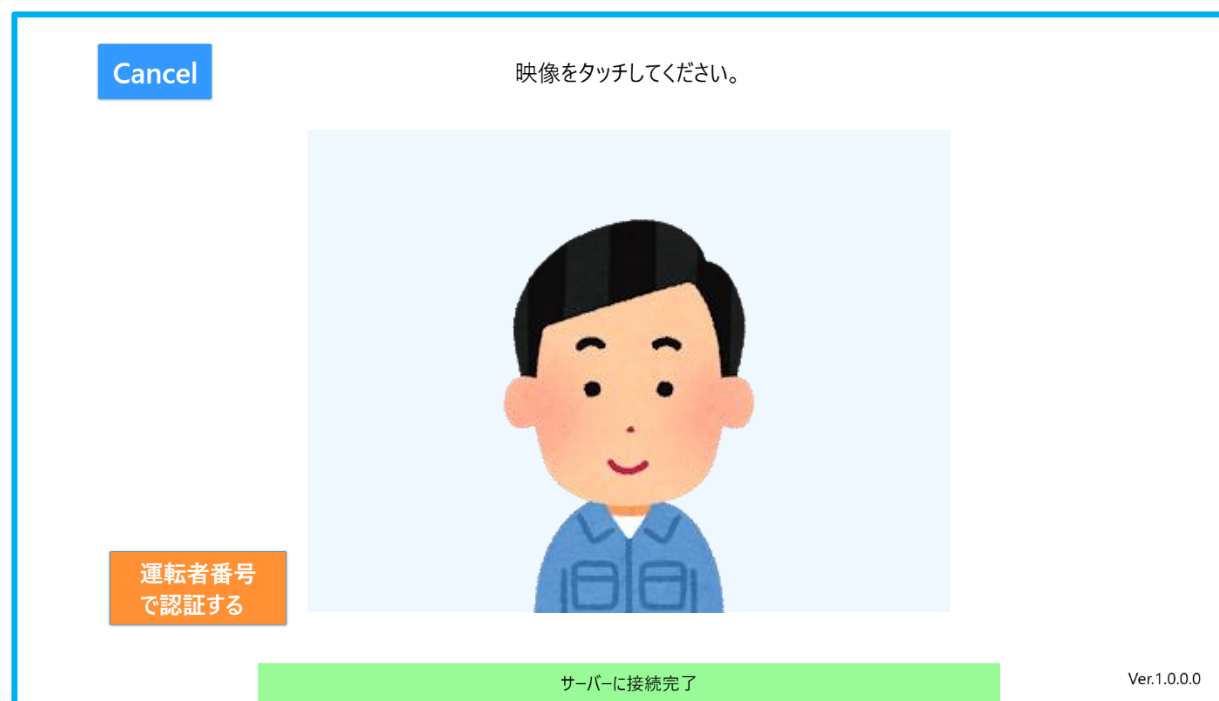 Cancel
映像をタッチしてください。
運転者番号
で認証する
サーバーに接続完了
Ver.1.0.0.0